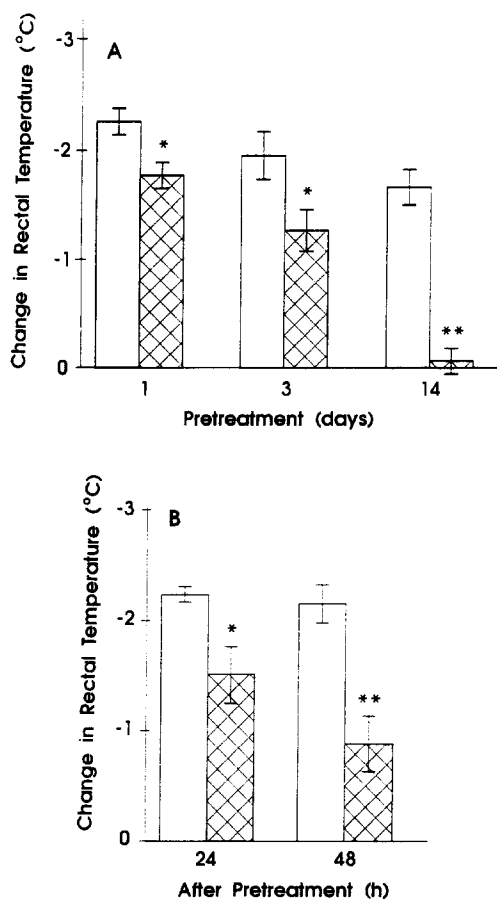 A
Change in Rectal Temperature (°C)
-3
-2
-1
0
*
*
**
1 3 14
Pretreatment (days)
B
Change in Rectal Temperature (°C)
-3
-2
-1
0
*
**
24 48
After Pretreatment (h)